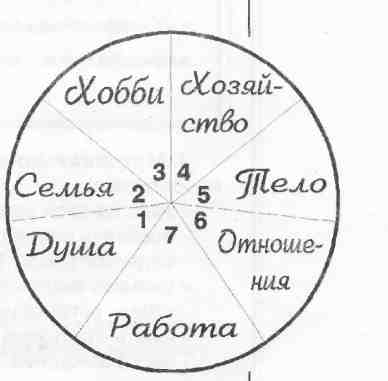 Хобби
Хозяй-
ство
Семья
Тело
3 4
2 5
1 6
7
Душа
Отноше-
ния
Работа